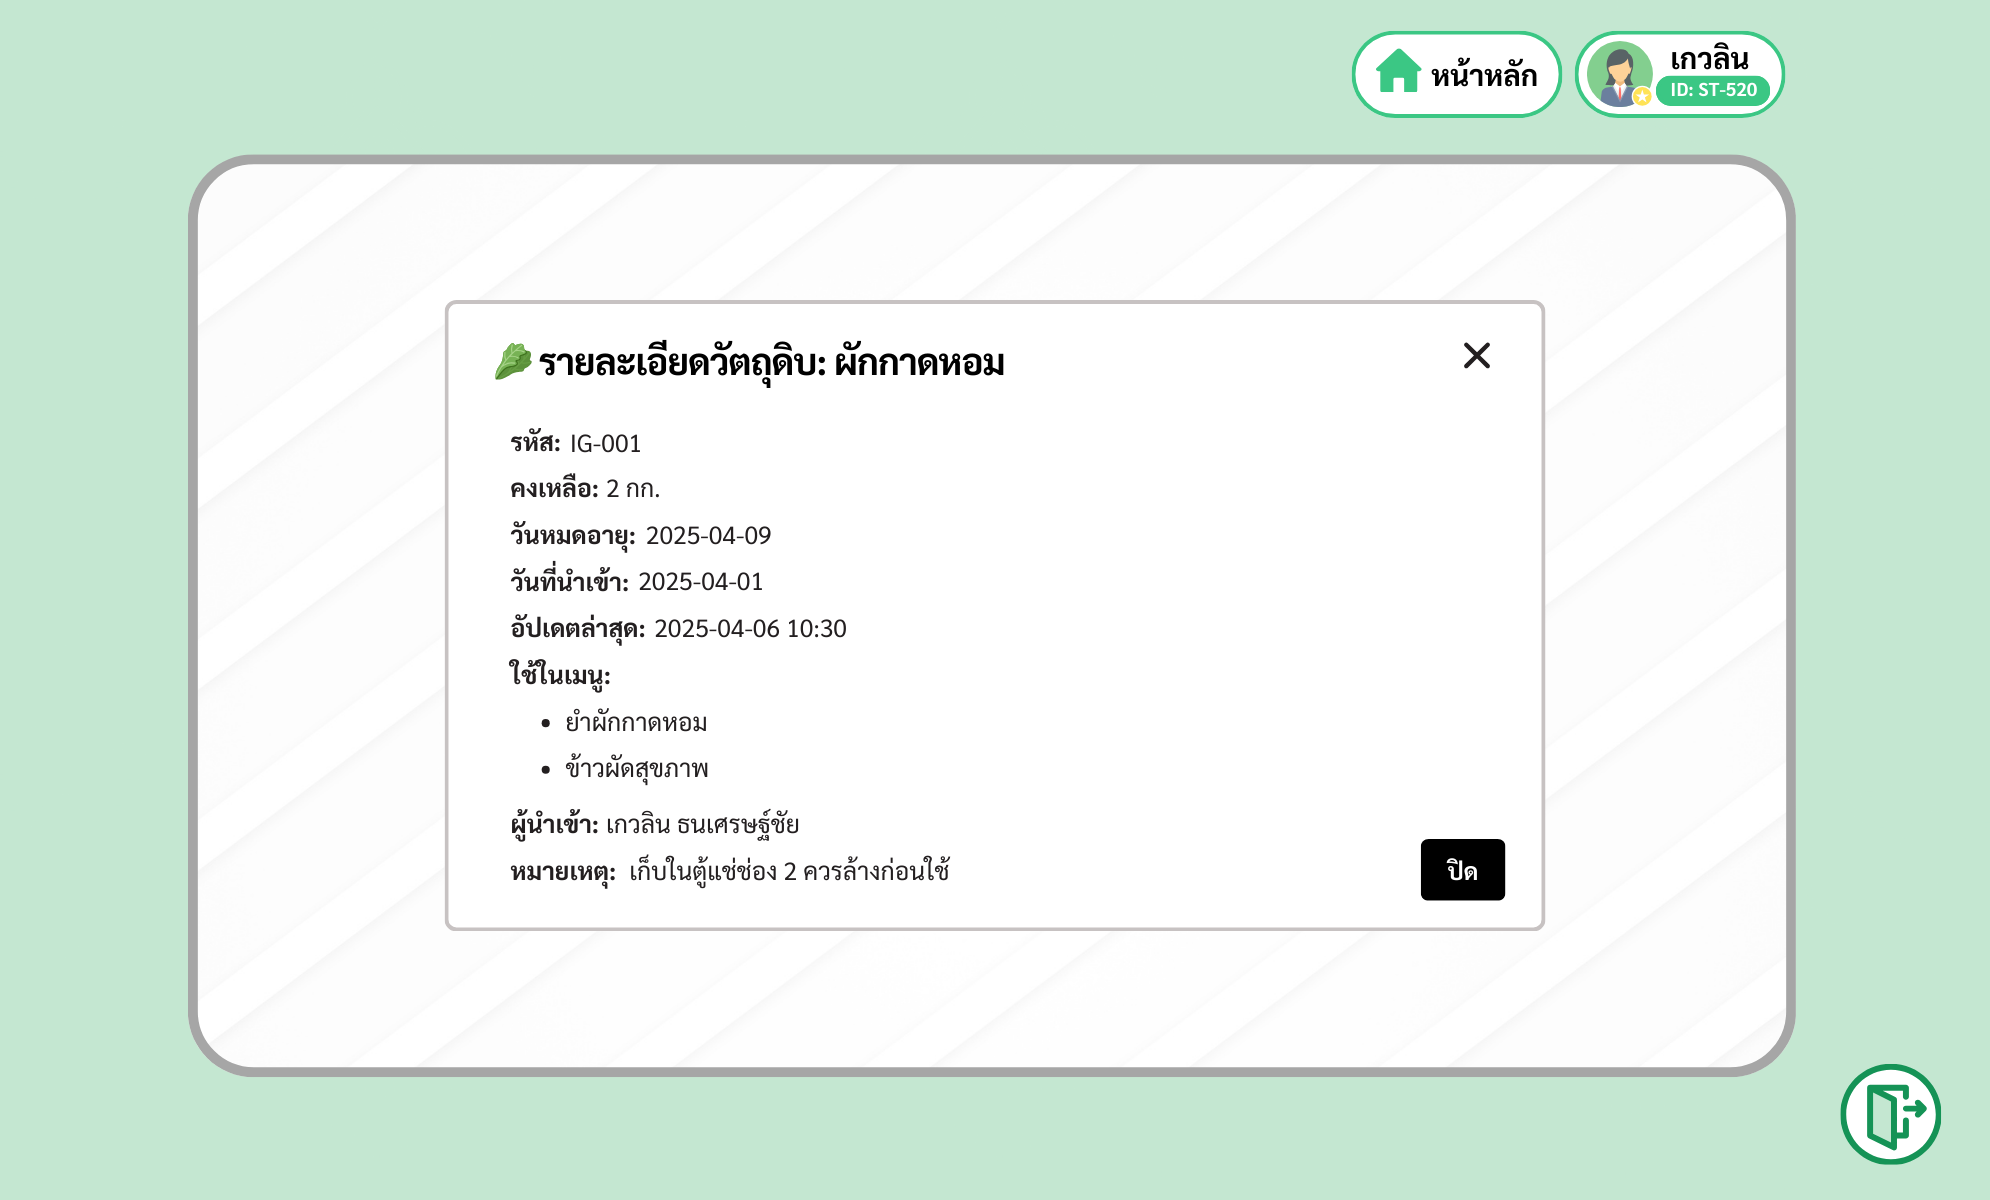 หน้าหลัก
เกวลิน
ID: ST-520
รายละเอียดวัตถุดิบ: ผักกาดหอม
รหัส: IG-001
คงเหลือ: 2 กก.
วันหมดอายุ: 2025-04-09
วันที่นำเข้า: 2025-04-01
อัปเดตล่าสุด: 2025-04-06 10:30
ใช้ในเมนู:
• ยำผักกาดหอม
• ข้าวผัดสุขภาพ
ผู้นำเข้า: เกวลิน ธนเศรษฐ์ชัย
หมายเหตุ: เก็บในตู้แช่ช่อง 2 ควรล้างก่อนใช้
ปิด